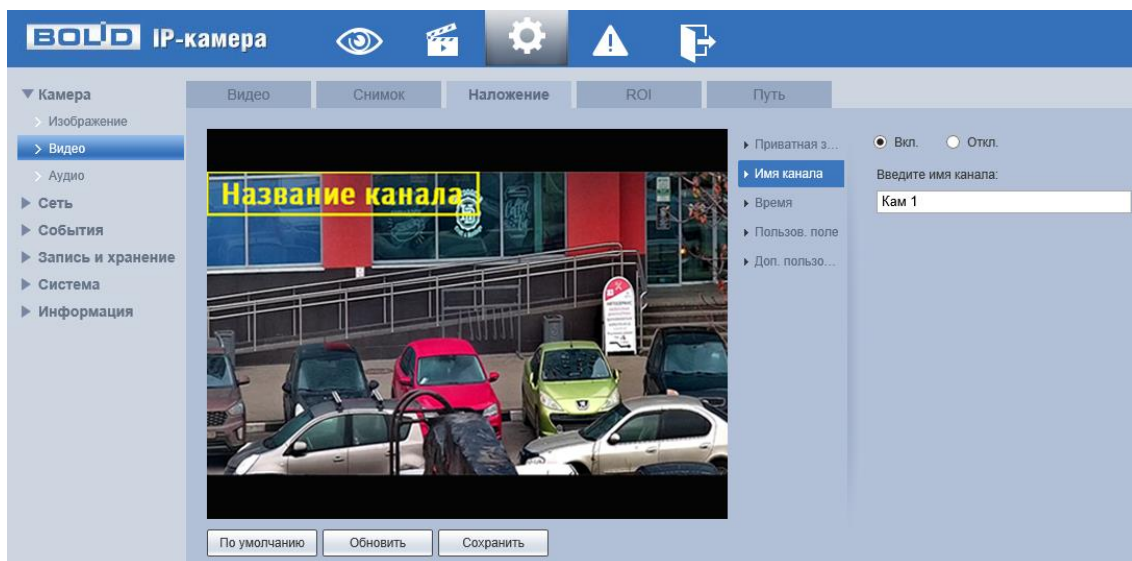 BOLID IP-камера
Камера
Изображение
Видео
Аудио
Сеть
События
Запись и хранение
Система
Информация
Видео
Снимок
Наложение
ROI
Путь
Название канала
Приватная з...
Имя канала
Время
Пользов. поле
Доп. пользо...
Вкл.
Откл.
Введите имя канала:
Кам 1
По умолчанию
Обновить
Сохранить